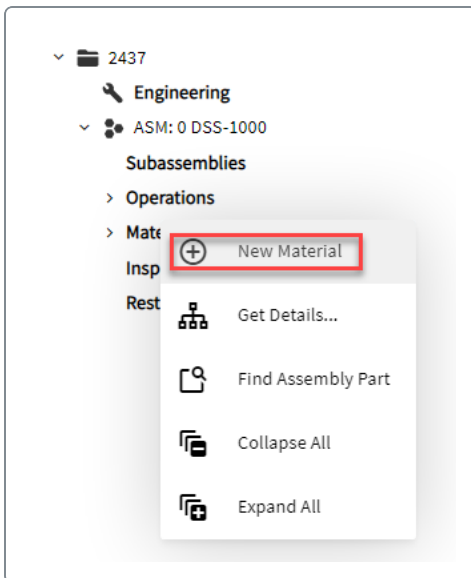 2437
Engineering
ASM: 0 DSS-1000
Subassemblies
Operations
Mate
New Material
Insp
Rest
Get Details...
Find Assembly Part
Collapse All
Expand All